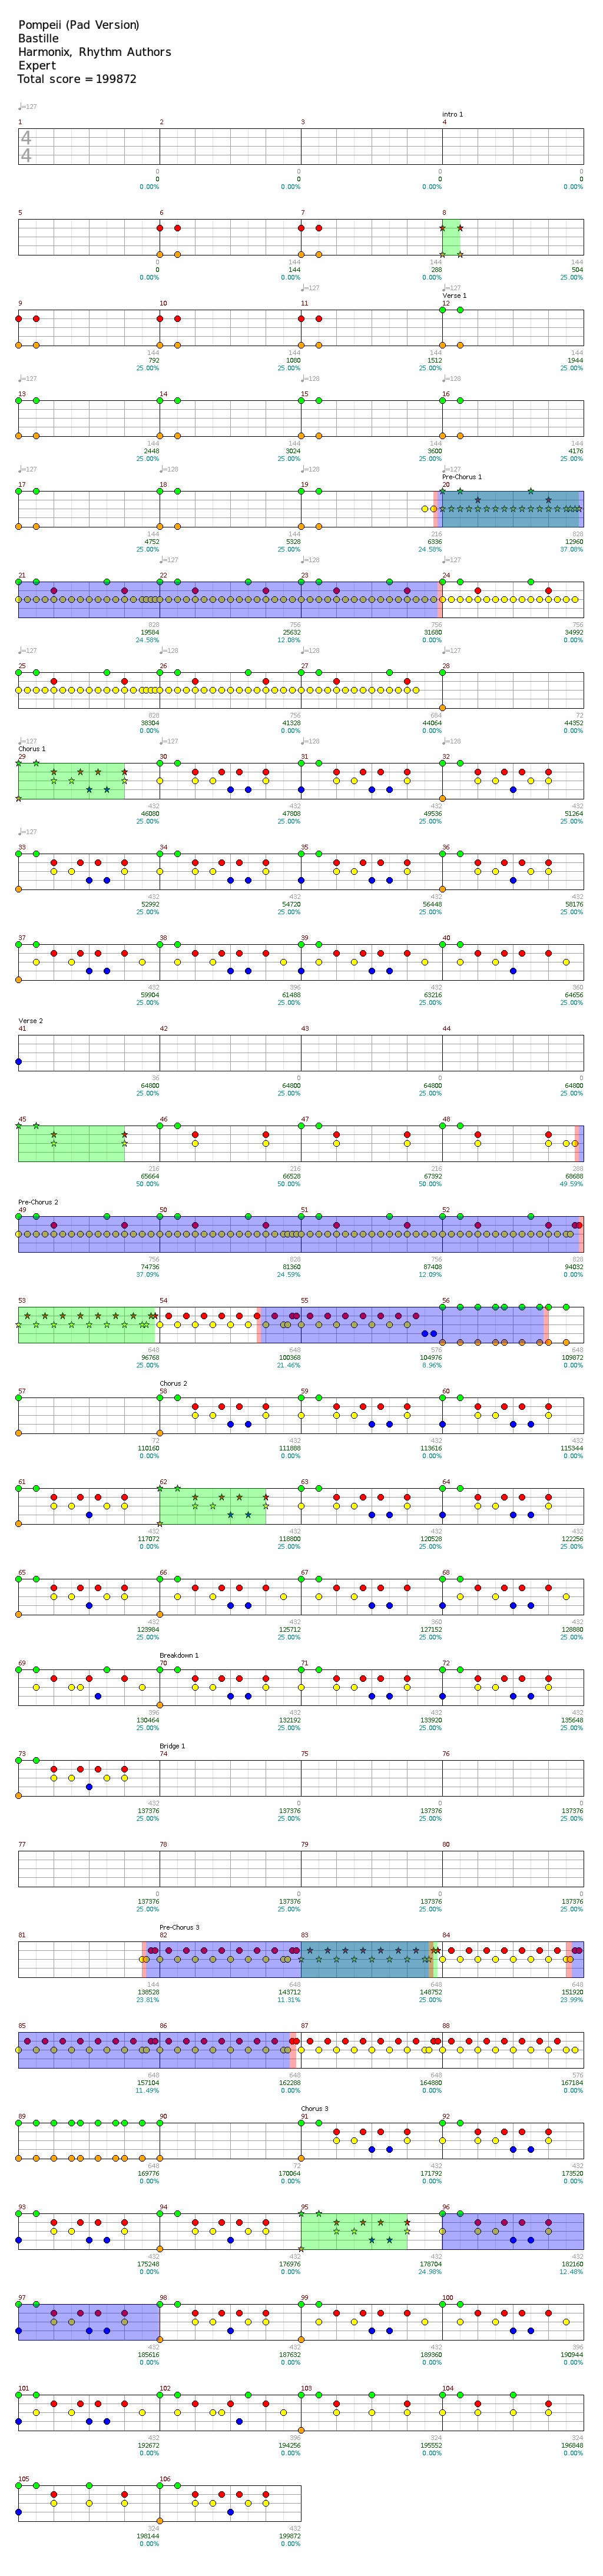 Pompeii (Pad Version)
Bastille
Harmonix, Rhythm Authors
Expert
Total score = 199872
♩=127
intro 1
1 2 3 4
4
4
0 0 0 0
0 0 0 0
0.00% 0.00% 0.00% 0.00%
5 6 7 8
0 144 144 144
0 144 288 504
0.00% 0.00% 0.00% 25.00%
♩=127 ♩=127
Verse 1
9 10 11 12
144 144 144 144
792 1080 1512 1944
25.00% 25.00% 25.00% 25.00%
♩=127 ♩=128 ♩=128
13 14 15 16
144 144 144 144
2448 3024 3600 4176
25.00% 25.00% 25.00% 25.00%
♩=127 ♩=128 ♩=128 ♩=127
Pre-Chorus 1
17 18 19 20
144 144 216 828
4752 5328 6336 12960
25.00% 25.00% 24.58% 37.08%
♩=127 ♩=128 ♩=127
21 22 23 24
828 756 756 756
19584 25632 31680 34992
24.58% 12.08% 0.00% 0.00%
♩=127 ♩=128 ♩=128
25 26 27 28
828 756 684 72
38304 41328 44064 44352
0.00% 0.00% 0.00% 0.00%
♩=127 ♩=127 ♩=128 ♩=128
Chorus 1
29 30 31 32
432 432 432 432
46080 47808 49536 51264
25.00% 25.00% 25.00% 25.00%
♩=127
33 34 35 36
432 432 432 432
52992 54720 56448 58176
25.00% 25.00% 25.00% 25.00%
37 38 39 40
432 396 432 360
59904 61488 63216 64656
25.00% 25.00% 25.00% 25.00%
Verse 2
41 42 43 44
36 0 0 0
64800 64800 64800 64800
25.00% 25.00% 25.00% 25.00%
45 46 47 48
216 216 216 288
65664 66528 67392 68688
50.00% 50.00% 50.00% 49.59%
Pre-Chorus 2
49 50 51 52
756 828 756 828
74736 81360 87408 94032
37.09% 24.59% 12.09% 0.00%
53 54 55 56
648 648 576 648
96768 100368 104976 109872
25.00% 21.46% 8.96% 0.00%
Chorus 2
57 58 59 60
72 432 432 432
110160 111888 113616 115344
0.00% 0.00% 0.00% 0.00%
61 62 63 64
432 432 432 432
117072 118800 120528 122256
0.00% 25.00% 25.00% 25.00%
65 66 67 68
432 432 360 432
123984 125712 127152 128880
25.00% 25.00% 25.00% 25.00%
Breakdown 1
69 70 71 72
396 432 432 432
130464 132192 133920 135648
25.00% 25.00% 25.00% 25.00%
Bridge 1
73 74 75 76
432 0 0 0
137376 137376 137376 137376
25.00% 25.00% 25.00% 25.00%
77 78 79 80
0 0 0 0
137376 137376 137376 137376
25.00% 25.00% 25.00% 25.00%
Pre-Chorus 3
81 82 83 84
144 648 648 648
138528 143712 148752 151920
23.81% 11.31% 25.00% 23.99%
85 86 87 88
648 648 648 576
157104 162288 164880 167184
11.49% 0.00% 0.00% 0.00%
Chorus 3
89 90 91 92
648 72 432 432
169776 170064 171792 173520
0.00% 0.00% 0.00% 0.00%
93 94 95 96
432 432 432 432
175248 176976 178704 182160
0.00% 0.00% 24.98% 12.48%
97 98 99 100
432 432 432 396
185616 187632 189360 190944
0.00% 0.00% 0.00% 0.00%
101 102 103 104
432 396 324 324
192672 194256 195552 196848
0.00% 0.00% 0.00% 0.00%
105 106
324 432
198144 199872
0.00% 0.00%